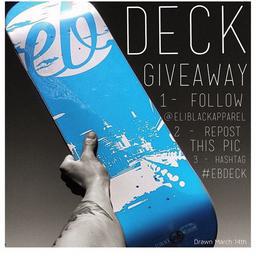 eb
DECK
GIVEAWAY
1 - FOLLOW
@ELIBLACKAPPAREL
2 - REPOST
THIS PIC
3 - HASHTAG
#EBDECK
Drawn March 14th